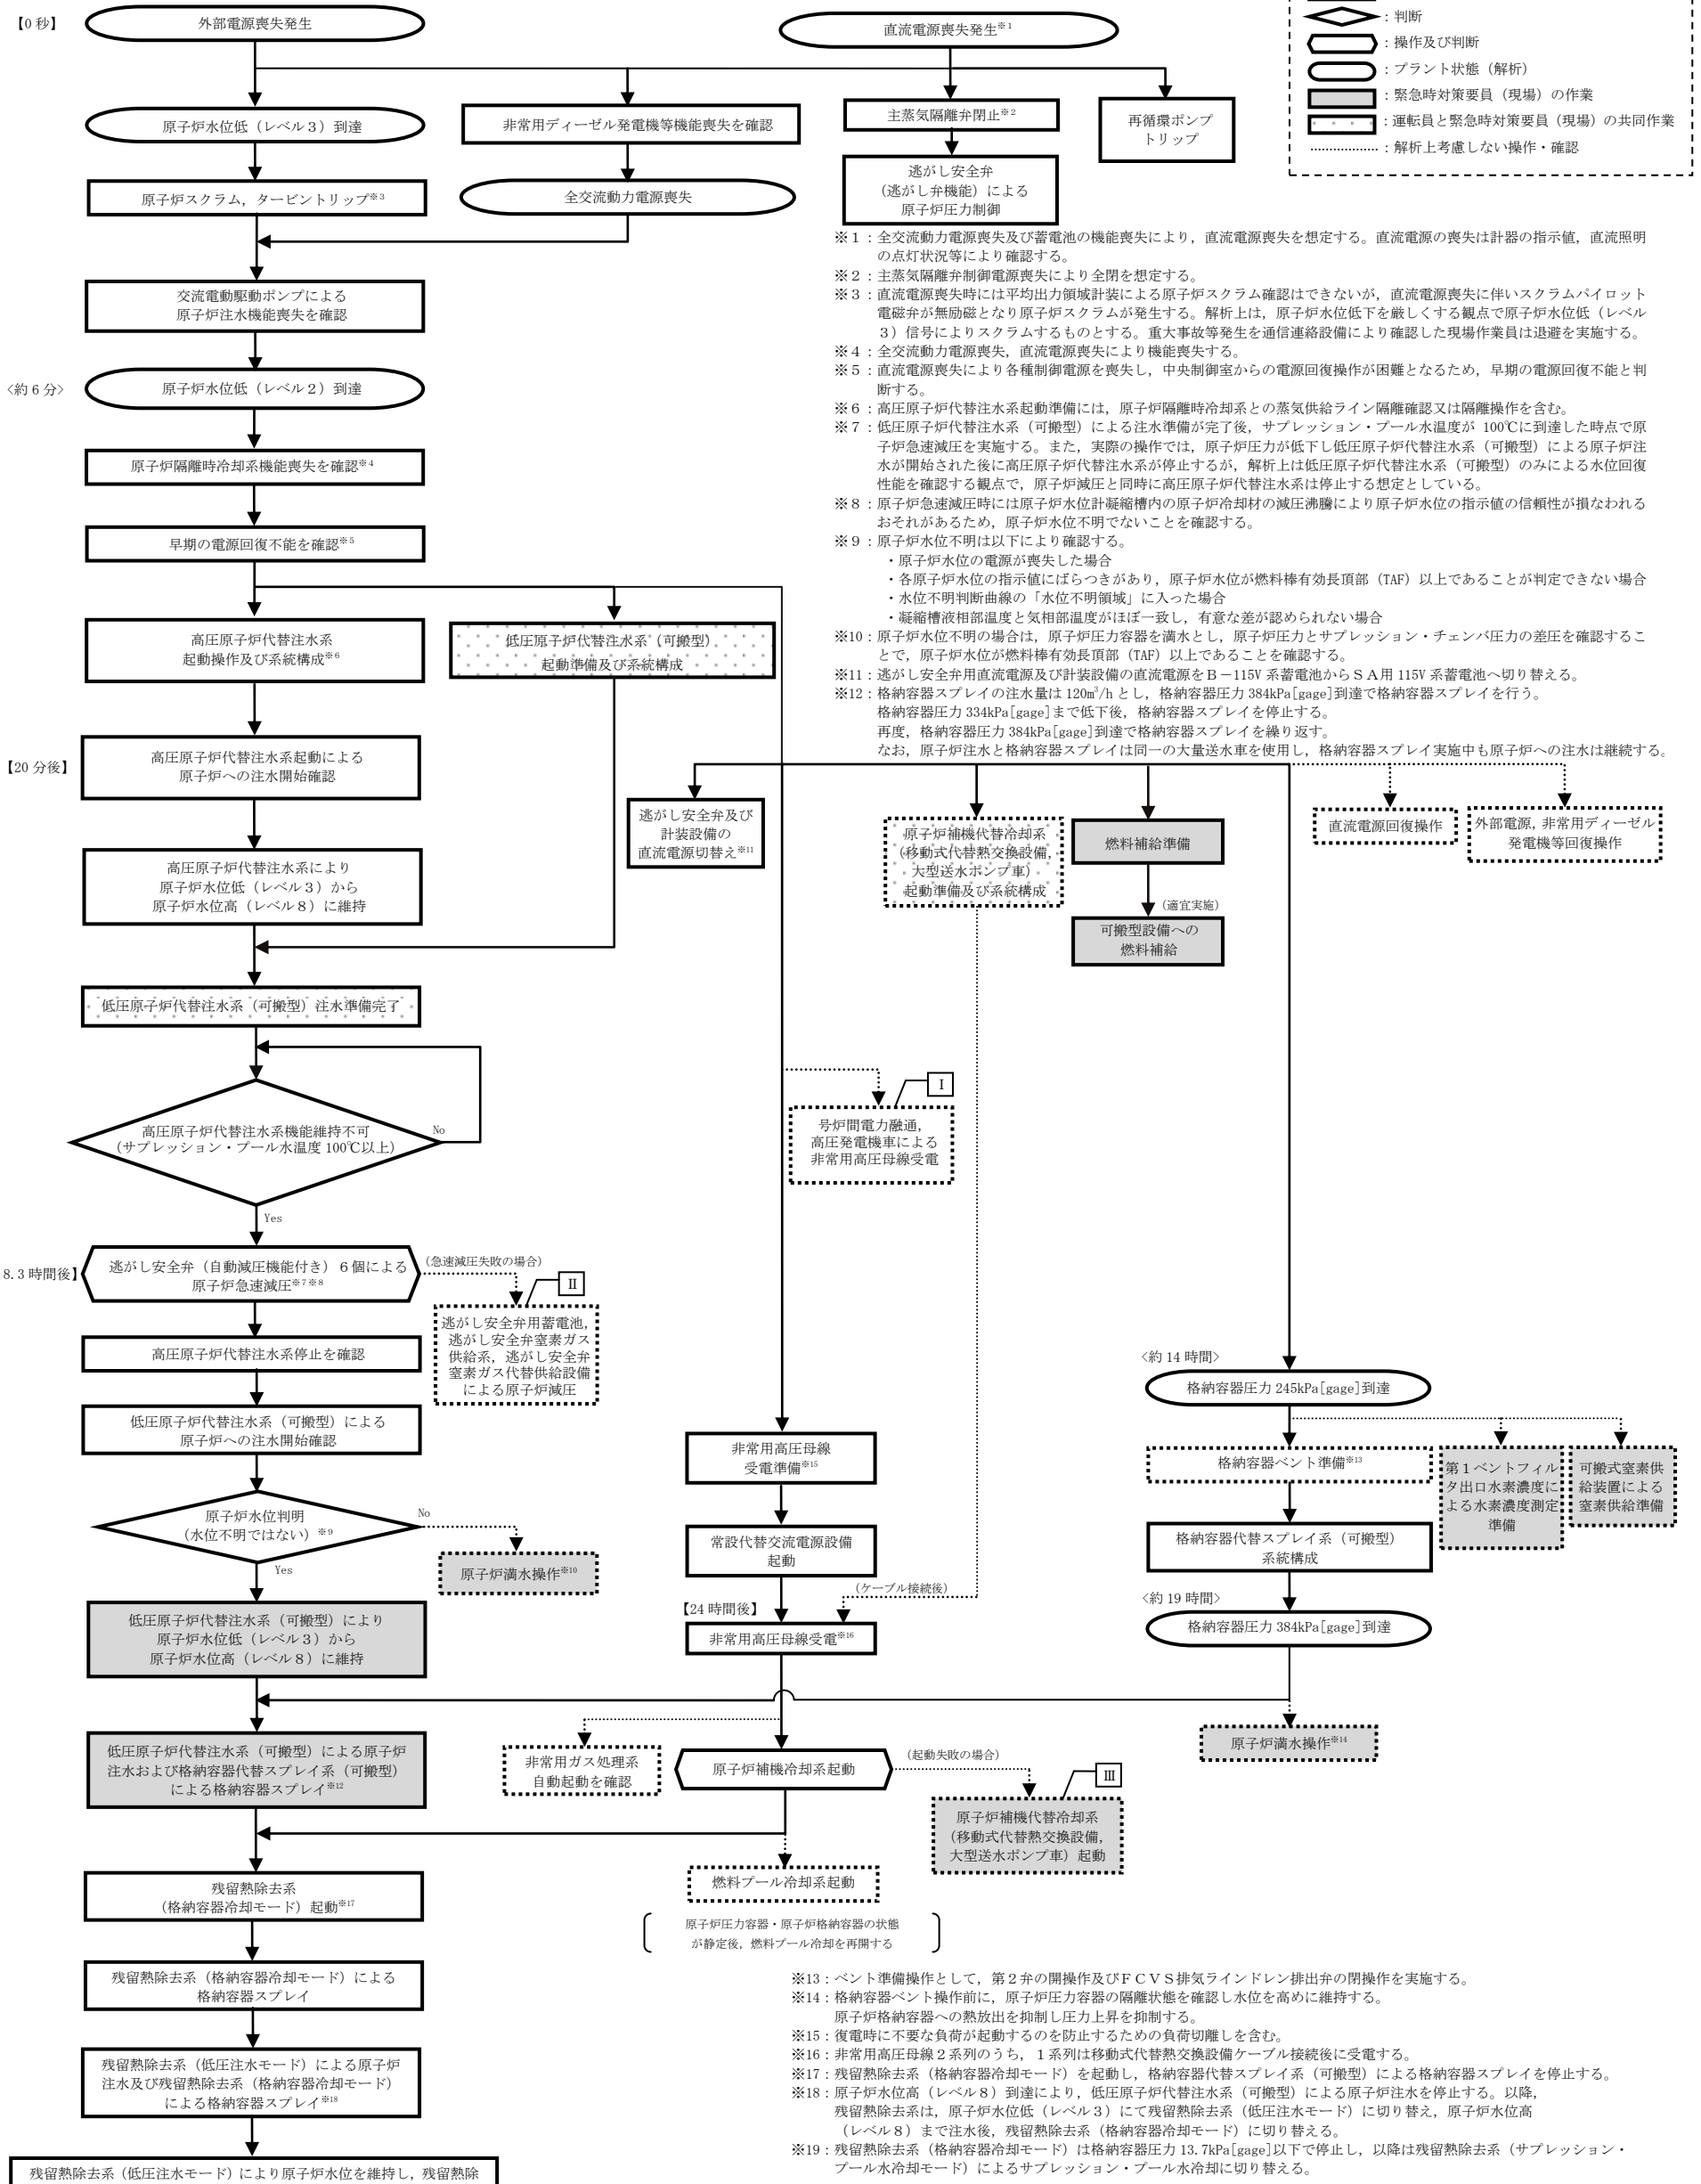 ：判断
：操作及び判断
：プラント状態（解析）
：緊急時対策要員（現場）の作業
：運転員と緊急時対策要員（現場）の共同作業
：解析上考慮しない操作・確認
【0 秒】
外部電源喪失発生
直流電源喪失発生※1
原子炉水位低（レベル３）到達
非常用ディーゼル発電機等機能喪失を確認
主蒸気隔離弁閉止※2
再循環ポンプ
トリップ
原子炉スクラム，タービントリップ※3
全交流動力電源喪失
逃がし安全弁
（逃がし弁機能）による
原子炉圧力制御
交流電動駆動ポンプによる
原子炉注水機能喪失を確認
〈約 6 分〉
原子炉水位低（レベル２）到達
原子炉隔離時冷却系機能喪失を確認※4
早期の電源回復不能を確認※5
高圧原子炉代替注水系
起動操作及び系統構成※6
低圧原子炉代替注水系（可搬型）
起動準備及び系統構成
※１：全交流動力電源喪失及び蓄電池の機能喪失により，直流電源喪失を想定する。直流電源の喪失は計器の指示値，直流照明
の点灯状況等により確認する。
※２：主蒸気隔離弁制御電源喪失により全閉を想定する。
※３：直流電源喪失時には平均出力領域計装による原子炉スクラム確認はできないが，直流電源喪失に伴いスクラムパイロット
電磁弁が無励磁となり原子炉スクラムが発生する。解析上は，原子炉水位低下を厳しくする観点で原子炉水位低（レベル
３）信号によりスクラムするものとする。重大事故等発生を通信連絡設備により確認した現場作業員は退避を実施する。
※４：全交流動力電源喪失，直流電源喪失により機能喪失する。
※５：直流電源喪失により各種制御電源を喪失し，中央制御室からの電源回復操作が困難となるため，早期の電源回復不能と判
断する。
※６：高圧原子炉代替注水系起動準備には，原子炉隔離時冷却系との蒸気供給ライン隔離確認又は隔離操作を含む。
※７：低圧原子炉代替注水系（可搬型）による注水準備が完了後，サプレッション・プール水温度が 100℃に到達した時点で原
子炉急速減圧を実施する。また，実際の操作では，原子炉圧力が低下し低圧原子炉代替注水系（可搬型）による原子炉注
水が開始された後に高圧原子炉代替注水系が停止するが，解析上は低圧原子炉代替注水系（可搬型）のみによる水位回復
性能を確認する観点で，原子炉減圧と同時に高圧原子炉代替注水系は停止する想定としている。
※８：原子炉急速減圧時には原子炉水位計凝縮槽内の原子炉冷却材の減圧沸騰により原子炉水位の指示値の信頼性が損なわれる
おそれがあるため，原子炉水位不明でないことを確認する。
※９：原子炉水位不明は以下により確認する。
・原子炉水位の電源が喪失した場合
・各原子炉水位の指示値にばらつきがあり，原子炉水位が燃料棒有効長頂部（TAF）以上であることが判定できない場合
・水位不明判断曲線の「水位不明領域」に入った場合
・凝縮槽液相部温度と気相部温度がほぼ一致し，有意な差が認められない場合
※10：原子炉水位不明の場合は，原子炉圧力容器を満水とし，原子炉圧力とサプレッション・チェンバ圧力の差圧を確認するこ
とで，原子炉水位が燃料棒有効長頂部（TAF）以上であることを確認する。
※11：逃がし安全弁用直流電源及び計装設備の直流電源をＢ－115V 系蓄電池からＳＡ用 115V 系蓄電池へ切り替える。
※12：格納容器スプレイの注水量は 120m³/h とし，格納容器圧力 384kPa[gage]到達で格納容器スプレイを行う。
格納容器圧力 334kPa[gage]まで低下後，格納容器スプレイを停止する。
再度，格納容器圧力 384kPa[gage]到達で格納容器スプレイを繰り返す。
なお，原子炉注水と格納容器スプレイは同一の大量送水車を使用し，格納容器スプレイ実施中も原子炉への注水は継続する。
【20 分後】
高圧原子炉代替注水系起動による
原子炉への注水開始確認
逃がし安全弁及び
計装設備の
直流電源切替え※11
原子炉補機代替冷却系
（移動式代替熱交換設備，
大型送水ポンプ車）
起動準備及び系統構成
燃料補給準備
（適宜実施）
可搬型設備への
燃料補給
直流電源回復操作
外部電源，非常用ディーゼル
発電機等回復操作
高圧原子炉代替注水系により
原子炉水位低（レベル３）から
原子炉水位高（レベル８）に維持
低圧原子炉代替注水系（可搬型）注水準備完了
高圧原子炉代替注水系機能維持不可
（サプレッション・プール水温度 100℃以上）
No
Yes
Ⅰ
号炉間電力融通，
高圧発電機車による
非常用高圧母線受電
8.3 時間後】
逃がし安全弁（自動減圧機能付き）６個による
原子炉急速減圧※7※8
（急速減圧失敗の場合）
Ⅱ
逃がし安全弁用蓄電池，
逃がし安全弁窒素ガス
供給系，逃がし安全弁
窒素ガス代替供給設備
による原子炉減圧
高圧原子炉代替注水系停止を確認
低圧原子炉代替注水系（可搬型）による
原子炉への注水開始確認
原子炉水位判明
（水位不明ではない）※9
No
Yes
原子炉満水操作※10
低圧原子炉代替注水系（可搬型）により
原子炉水位低（レベル３）から
原子炉水位高（レベル８）に維持
非常用高圧母線
受電準備※15
常設代替交流電源設備
起動
【24 時間後】
（ケーブル接続後）
非常用高圧母線受電※16
〈約 14 時間〉
格納容器圧力 245kPa[gage]到達
格納容器ベント準備※13
第１ベントフィル
タ出口水素濃度に
よる水素濃度測定
準備
可搬式窒素供
給装置による
窒素供給準備
格納容器代替スプレイ系（可搬型）
系統構成
〈約 19 時間〉
格納容器圧力 384kPa[gage]到達
原子炉満水操作※14
低圧原子炉代替注水系（可搬型）による原子炉
注水および格納容器代替スプレイ系（可搬型）
による格納容器スプレイ※12
非常用ガス処理系
自動起動を確認
原子炉補機冷却系起動
（起動失敗の場合）
Ⅲ
原子炉補機代替冷却系
（移動式代替熱交換設備，
大型送水ポンプ車）起動
燃料プール冷却系起動
原子炉圧力容器・原子炉格納容器の状態
が静定後，燃料プール冷却を再開する
残留熱除去系
（格納容器冷却モード）起動※17
残留熱除去系（格納容器冷却モード）による
格納容器スプレイ
残留熱除去系（低圧注水モード）による原子炉
注水及び残留熱除去系（格納容器冷却モード）
による格納容器スプレイ※18
残留熱除去系（低圧注水モード）により原子炉水位を維持し，残留熱除
※13：ベント準備操作として，第２弁の開操作及びＦＣＶＳ排気ラインドレン排出弁の閉操作を実施する。
※14：格納容器ベント操作前に，原子炉圧力容器の隔離状態を確認し水位を高めに維持する。
原子炉格納容器への熱放出を抑制し圧力上昇を抑制する。
※15：復電時に不要な負荷が起動するのを防止するための負荷切離しを含む。
※16：非常用高圧母線２系列のうち，１系列は移動式代替熱交換設備ケーブル接続後に受電する。
※17：残留熱除去系（格納容器冷却モード）を起動し，格納容器代替スプレイ系（可搬型）による格納容器スプレイを停止する。
※18：原子炉水位高（レベル８）到達により，低圧原子炉代替注水系（可搬型）による原子炉注水を停止する。以降，
残留熱除去系は，原子炉水位低（レベル３）にて残留熱除去系（低圧注水モード）に切り替え，原子炉水位高
（レベル８）まで注水後，残留熱除去系（格納容器冷却モード）に切り替える。
※19：残留熱除去系（格納容器冷却モード）は格納容器圧力 13.7kPa[gage]以下で停止し，以降は残留熱除去系（サプレッション・
プール水冷却モード）によるサプレッション・プール水冷却に切り替える。